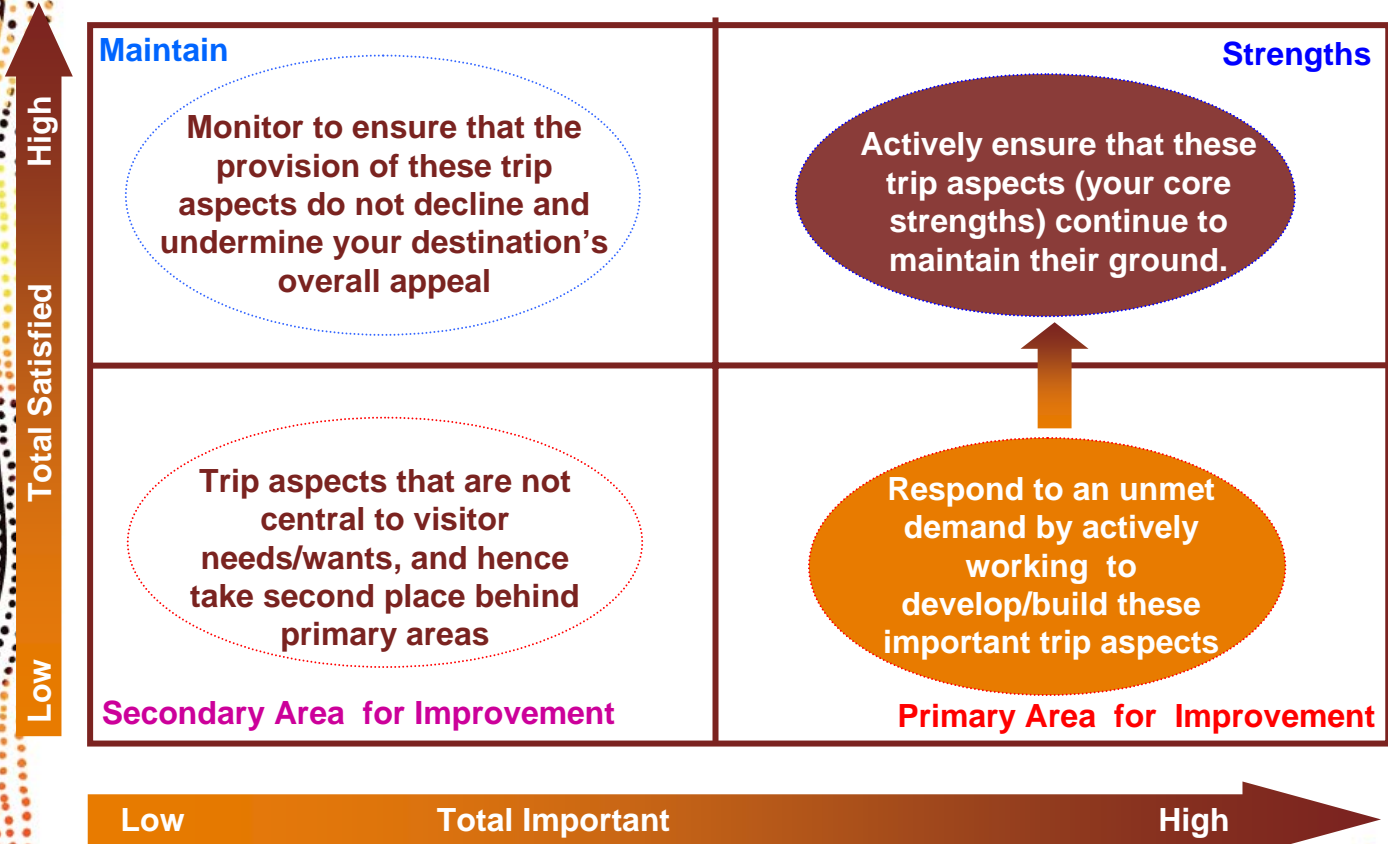 Maintain
Monitor to ensure that the
provision of these trip
aspects do not decline and
undermine your destination’s
overall appeal
Strengths
Actively ensure that these
trip aspects (your core
strengths) continue to
maintain their ground.
Trip aspects that are not
central to visitor
needs/wants, and hence
take second place behind
primary areas
Secondary Area for Improvement
Respond to an unmet
demand by actively
working to
develop/build these
important trip aspects
Primary Area for Improvement
Low Total Satisfied High
Low Total Important High